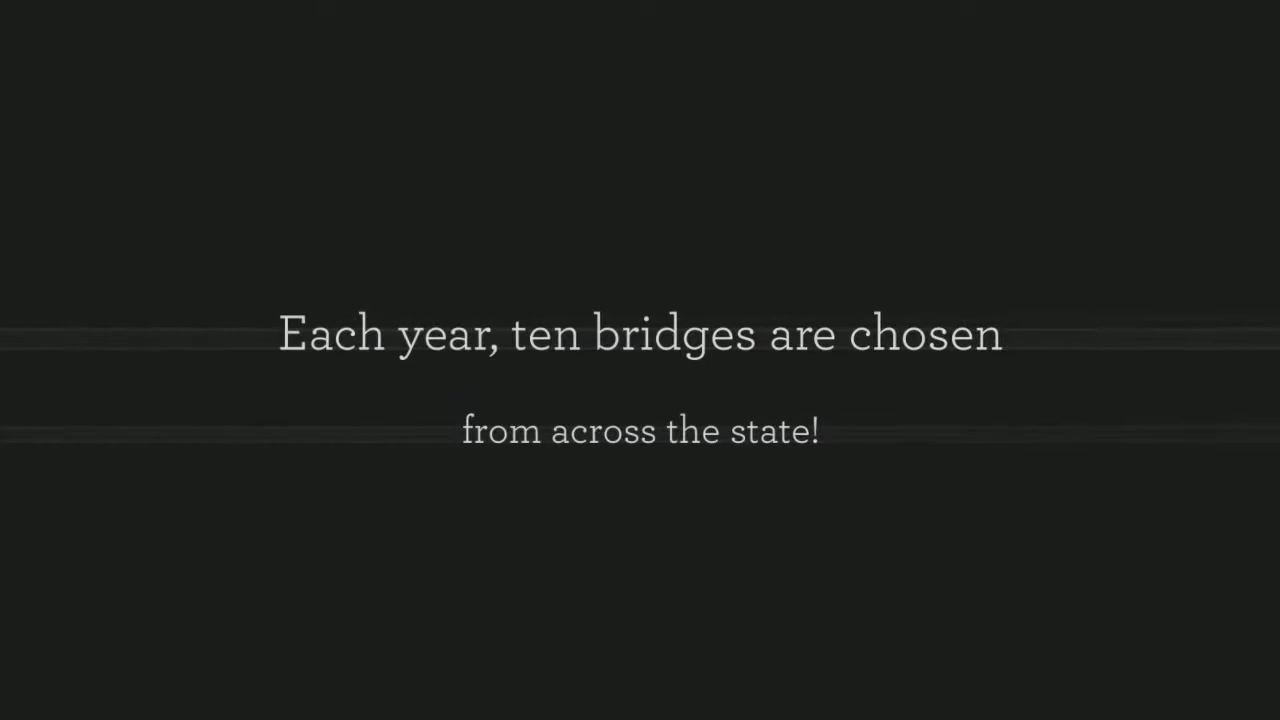 Each year, ten bridges are chosen
from across the state!